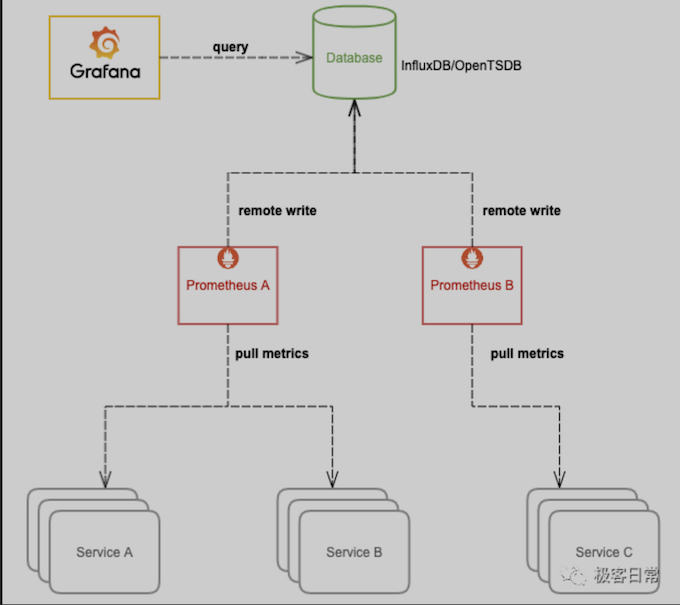 query
Grafana
Database
InfluxDB/OpenTSDB
remote write
remote write
Prometheus A
Prometheus B
pull metrics
pull metrics
Service A
Service B
Service C
极客日常